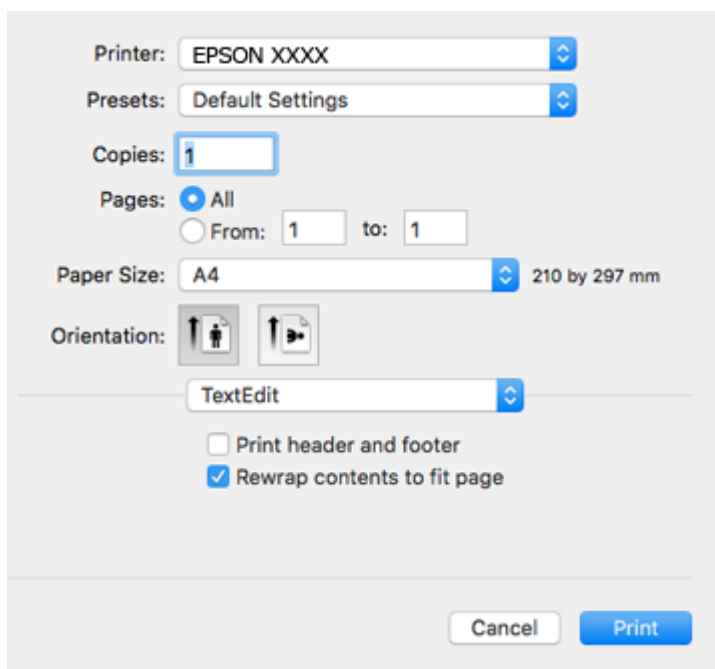 Printer: EPSON XXXX
Presets: Default Settings
Copies: 1
Pages: All
From: 1 to: 1
Paper Size: A4 210 by 297 mm
Orientation:
TextEdit
Print header and footer
Rewrap contents to fit page
Cancel Print